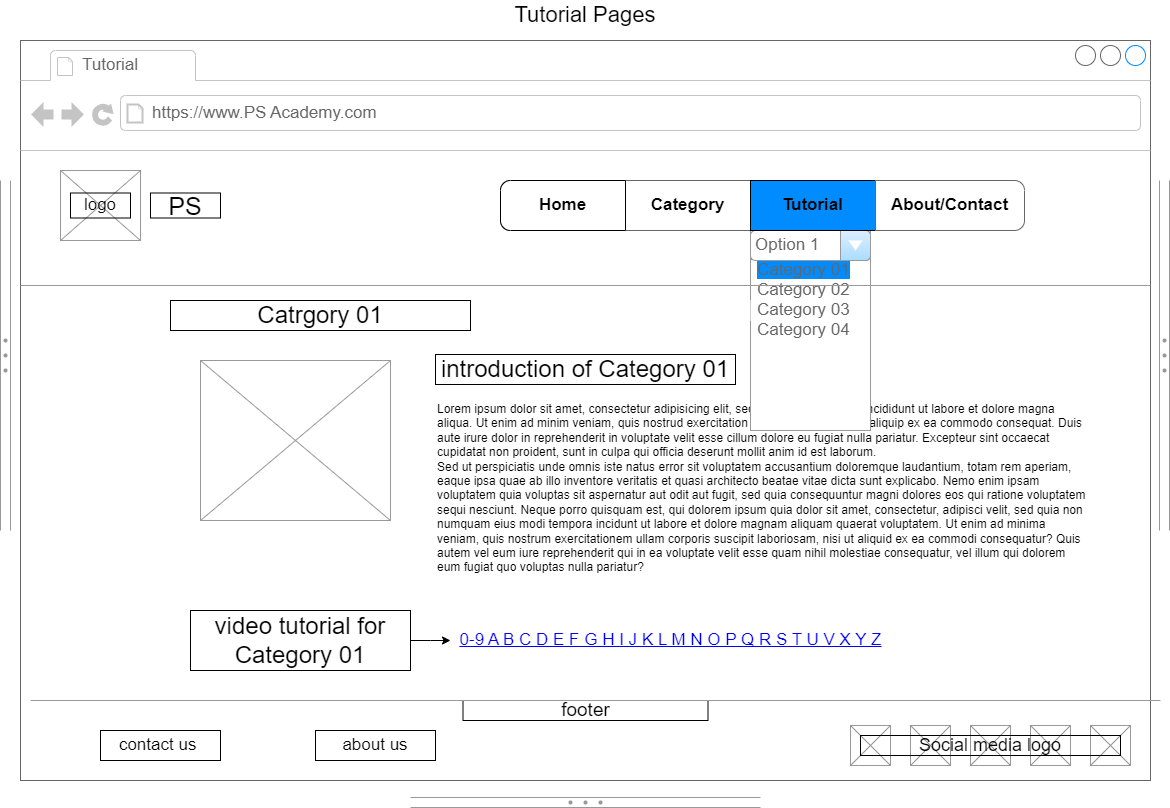 Tutorial Pages
Tutorial
https://www.PS Academy.com
logo
PS
Home
Category
Tutorial
About/Contact
Option 1
Category 01
Category 02
Category 03
Category 04
Catrgory 01
introduction of Category 01
Lorem ipsum dolor sit amet, consectetur adipisicing elit, sed incididunt ut labore et dolore magna
aliqua. Ut enim ad minim veniam, quis nostrud exercitation aliquip ex ea commodo consequat. Duis
aute irure dolor in reprehenderit in voluptate velit esse cillum dolore eu fugiat nulla pariatur. Excepteur sint occaecat
cupidatat non proident, sunt in culpa qui officia deserunt mollit anim id est laborum.
Sed ut perspiciatis unde omnis iste natus error sit voluptatem accusantium doloremque laudantium, totam rem aperiam,
eaque ipsa quae ab illo inventore veritatis et quasi architecto beatae vitae dicta sunt explicabo. Nemo enim ipsam
voluptatem quia voluptas sit aspernatur aut odit aut fugit, sed quia consequuntur magni dolores eos qui ratione voluptatem
sequi nesciunt. Neque porro quisquam est, qui dolorem ipsum quia dolor sit amet, consectetur, adipisci velit, sed quia non
numquam eius modi tempora incidunt ut labore et dolore magnam aliquam quaerat voluptatem. Ut enim ad minima
veniam, quis nostrum exercitationem ullam corporis suscipit laboriosam, nisi ut aliquid ex ea commodi consequatur? Quis
autem vel eum iure reprehenderit qui in ea voluptate velit esse quam nihil molestiae consequatur, vel illum qui dolorem
eum fugiat quo voluptas nulla pariatur?
video tutorial for
Category 01
0-9 A B C D E F G H I J K L M N O P Q R S T U V X Y Z
footer
contact us
about us
Social media logo